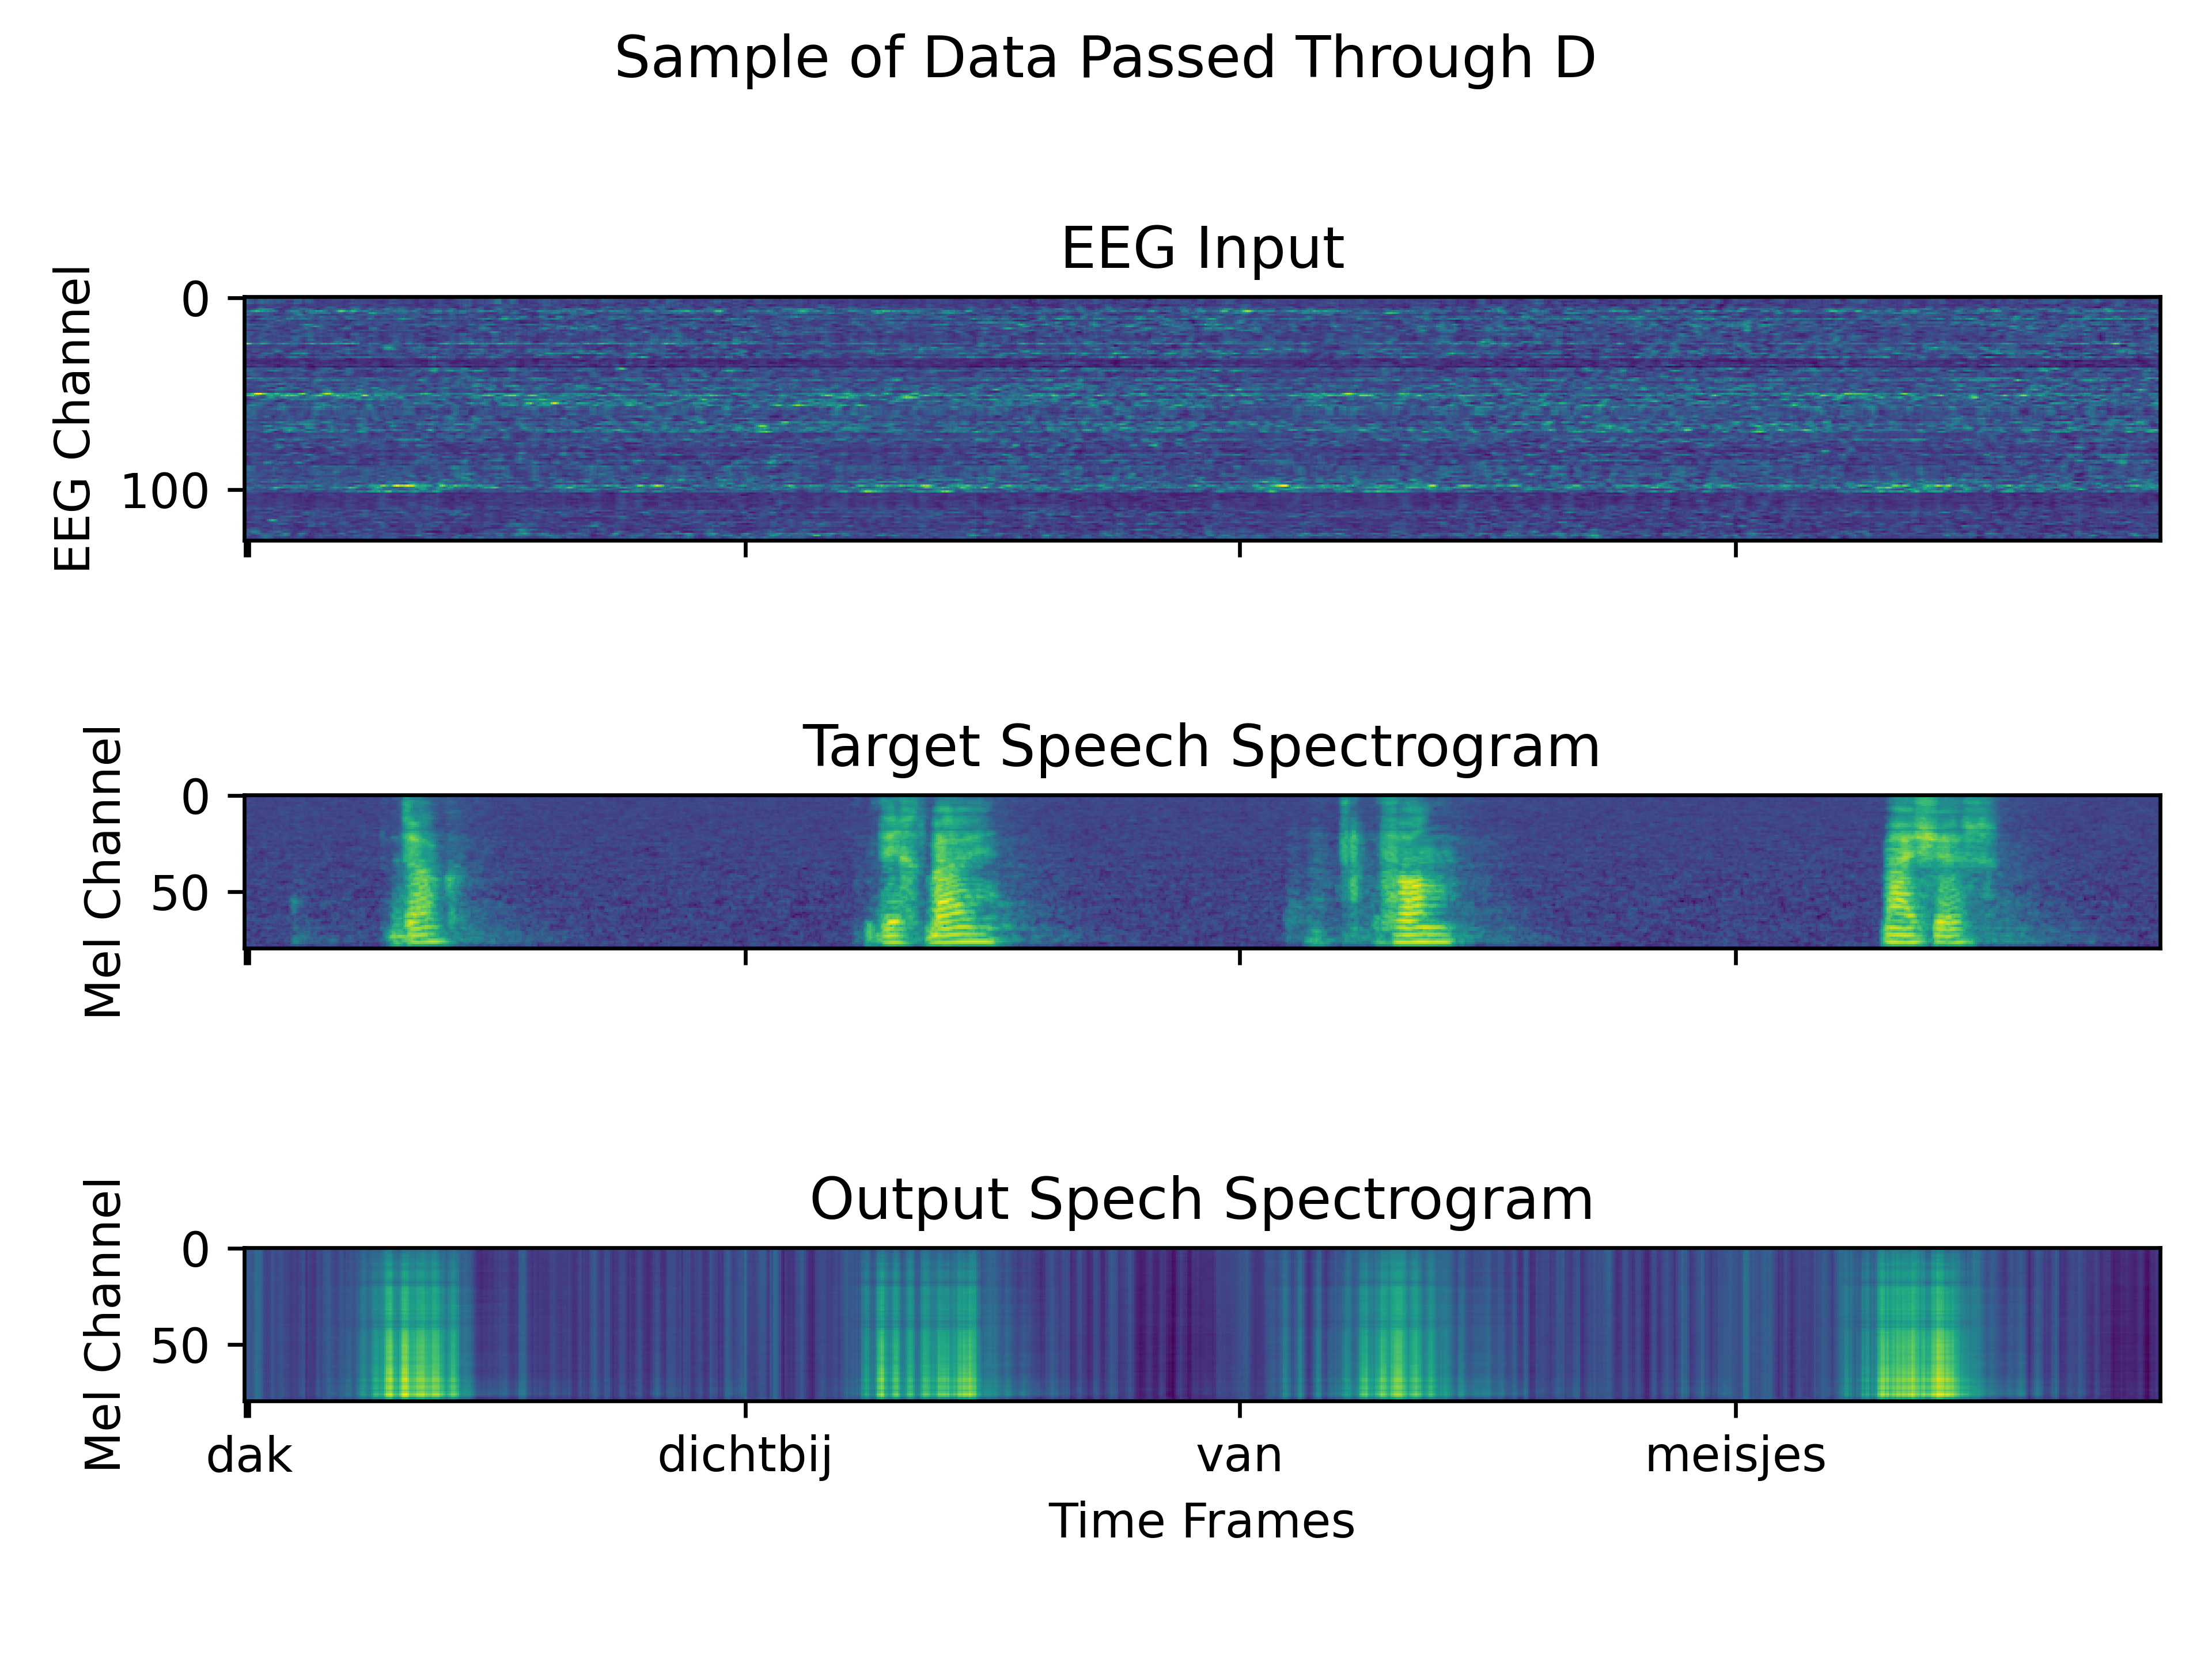 Sample of Data Passed Through D
EEG Input
EEG Channel
0
100
Target Speech Spectrogram
Mel Channel
0
50
Output Spech Spectrogram
Mel Channel
0
50
dak dichtbij van meisjes
Time Frames